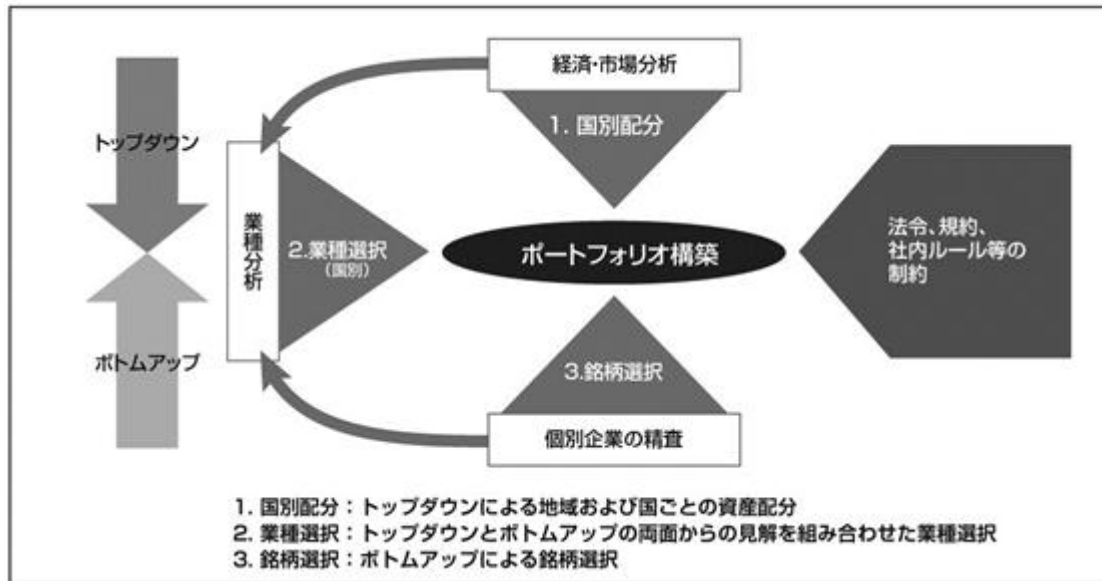 経済・市場分析
1. 国別配分
トップダウン
業種分析
2.業種選択
(国別)
ポートフォリオ構築
法令、規約、
社内ルール等の
制約
ボトムアップ
3.銘柄選択
個別企業の精査
1. 国別配分：トップダウンによる地域および国ごとの資産配分
2. 業種選択：トップダウンとボトムアップの両面からの見解を組み合わせた業種選択
3. 銘柄選択：ボトムアップによる銘柄選択